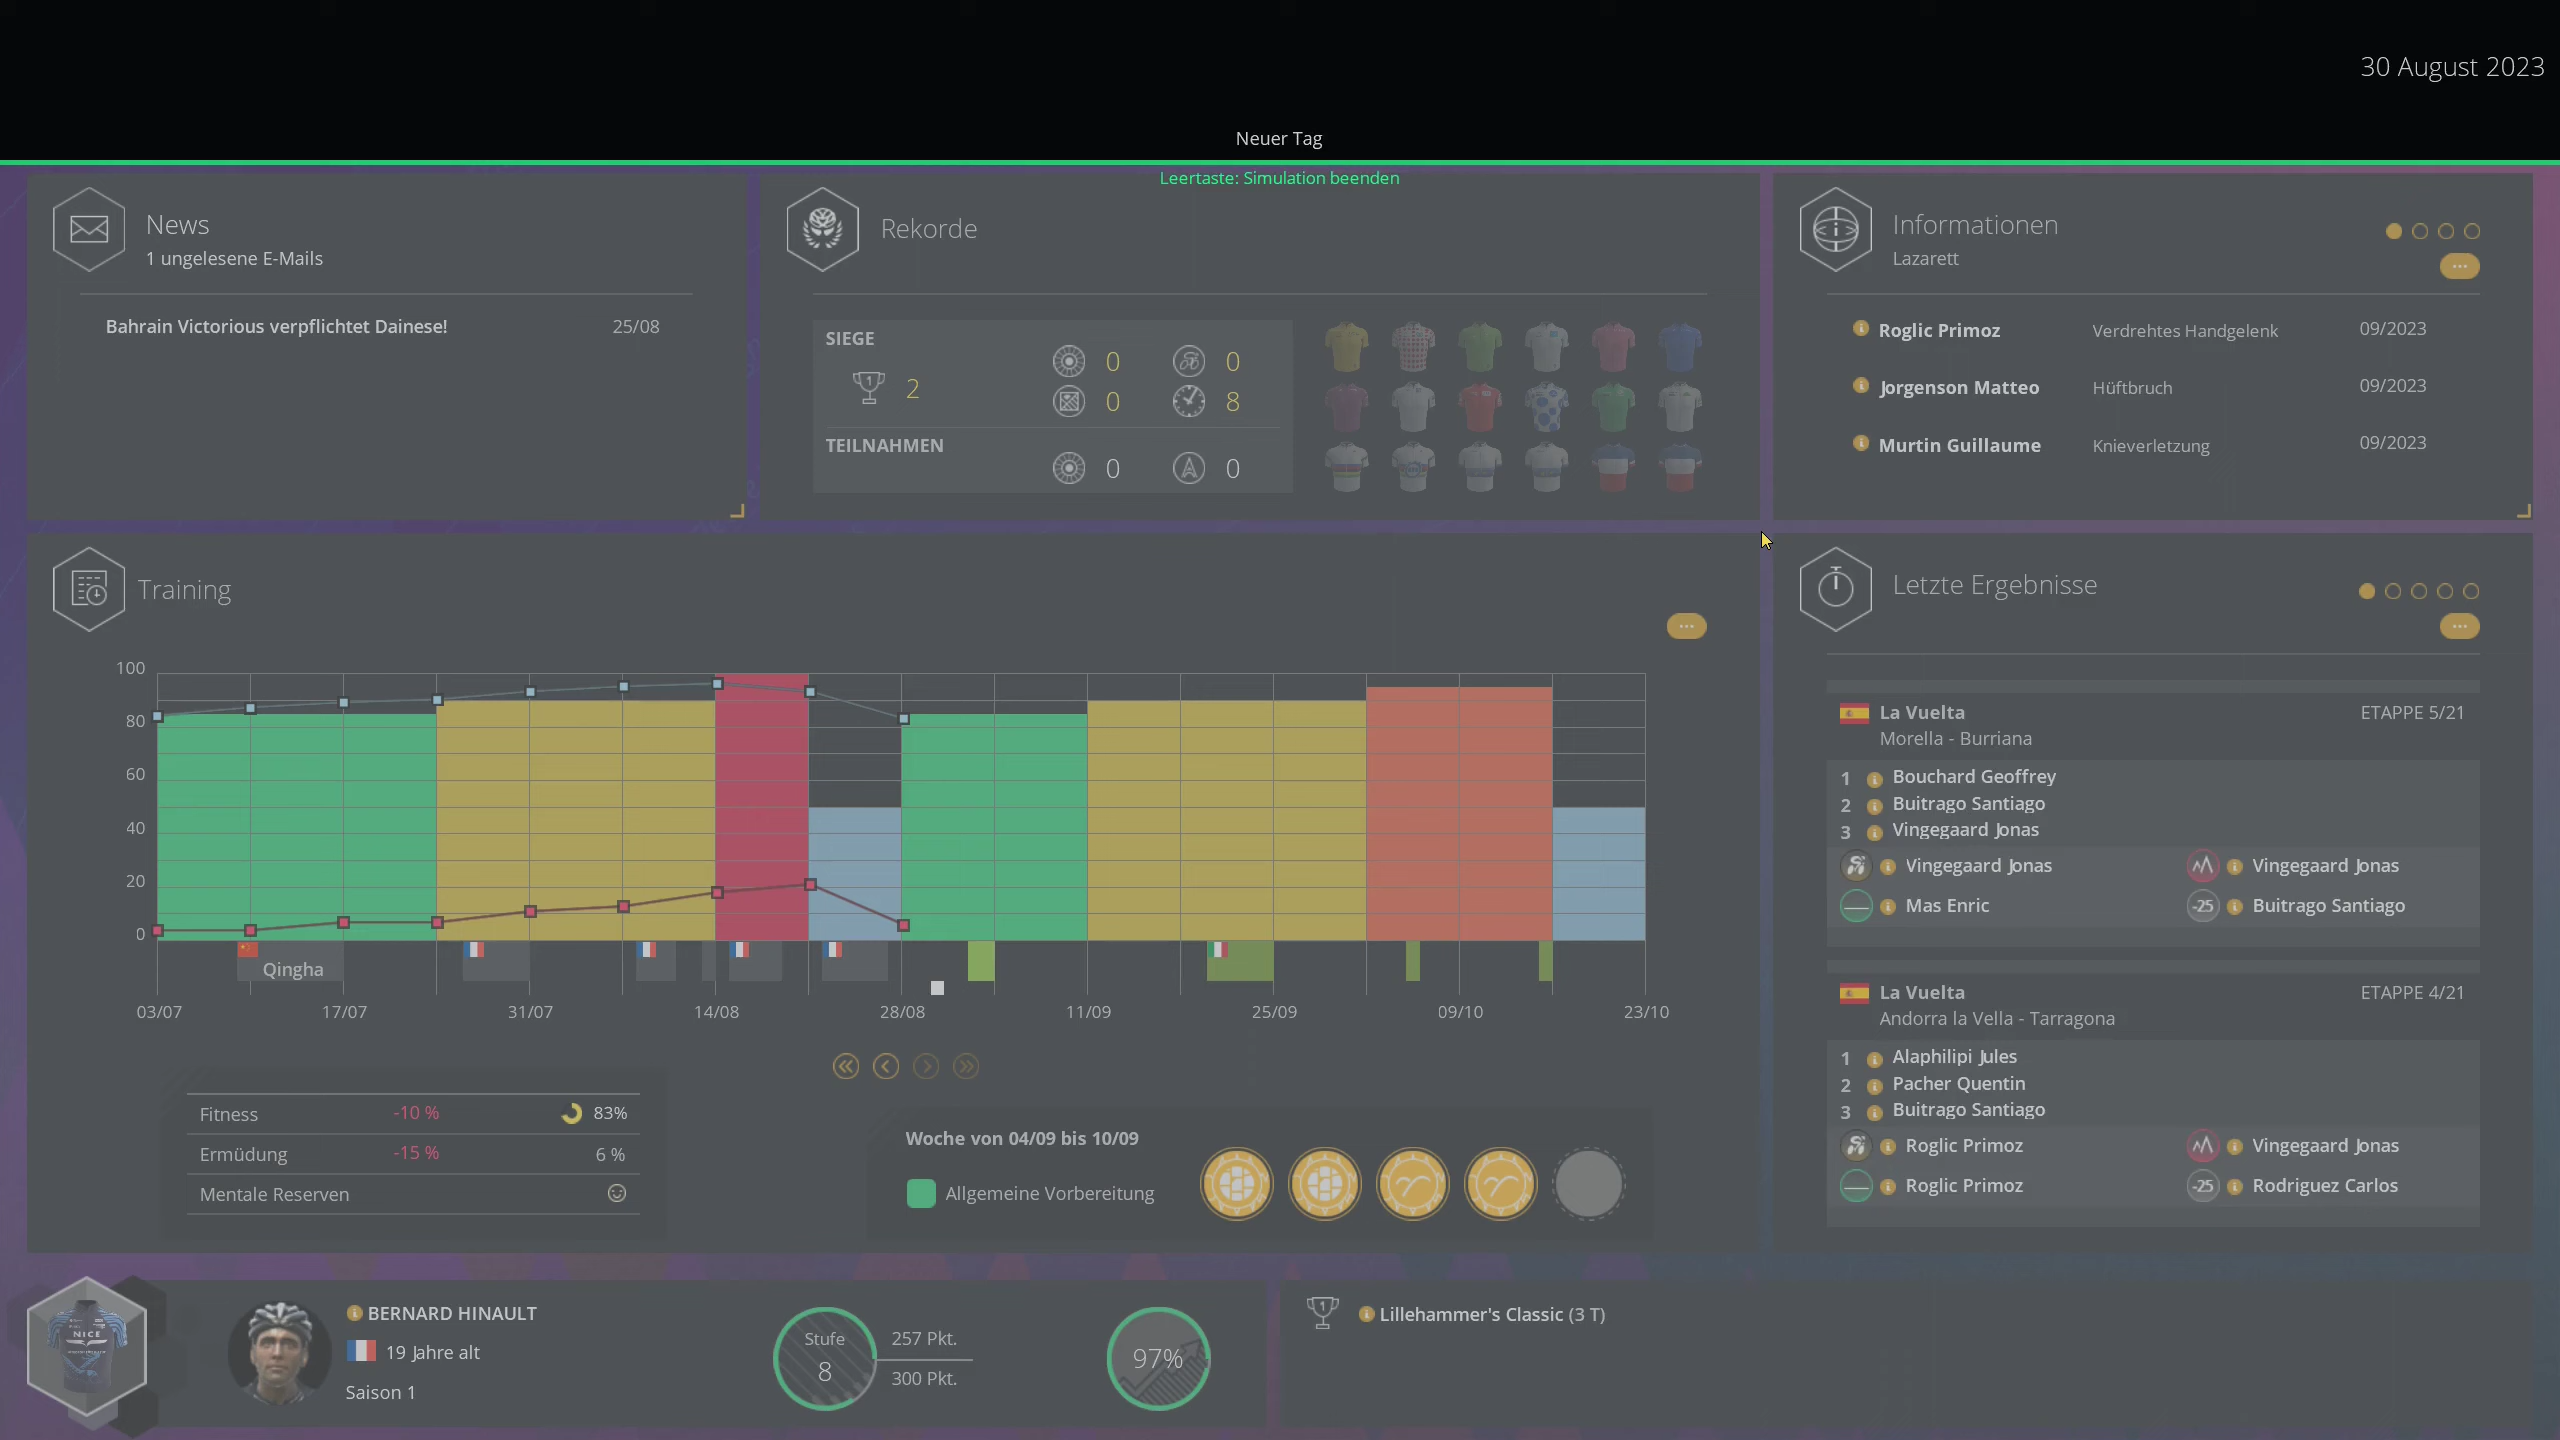 30 August 2023
Neuer Tag
Leertaste: Simulation beenden
News
1 ungelesene E-Mails
Bahrain Victorious verpflichtet Dainese! 25/08
Rekorde
SIEGE
2
0 0
0 8
TEILNAHMEN
0 0
Informationen
Lazarett
Roglic Primoz Verdrehtes Handgelenk 09/2023
Jorgenson Matteo Hüftbruch 09/2023
Murtin Guillaume Knieverletzung 09/2023
Training
100
80
60
40
20
0
Qingha
03/07 17/07 31/07 14/08 28/08 11/09 25/09 09/10 23/10
Fitness -10 % 83%
Ermüdung -15 % 6 %
Mentale Reserven
Woche von 04/09 bis 10/09
Allgemeine Vorbereitung
Letzte Ergebnisse
La Vuelta ETAPPE 5/21
Morella - Burriana
1 Bouchard Geoffrey
2 Buitrago Santiago
3 Vingegaard Jonas
Vingegaard Jonas Vingegaard Jonas
Mas Enric -25 Buitrago Santiago
La Vuelta ETAPPE 4/21
Andorra la Vella - Tarragona
1 Alaphilipi Jules
2 Pacher Quentin
3 Buitrago Santiago
Roglic Primoz Vingegaard Jonas
Roglic Primoz -25 Rodriguez Carlos
NICE
BERNARD HINAULT
19 Jahre alt
Saison 1
Stufe
8
257 Pkt.
300 Pkt.
97%
1 Lillehammer's Classic (3 T)